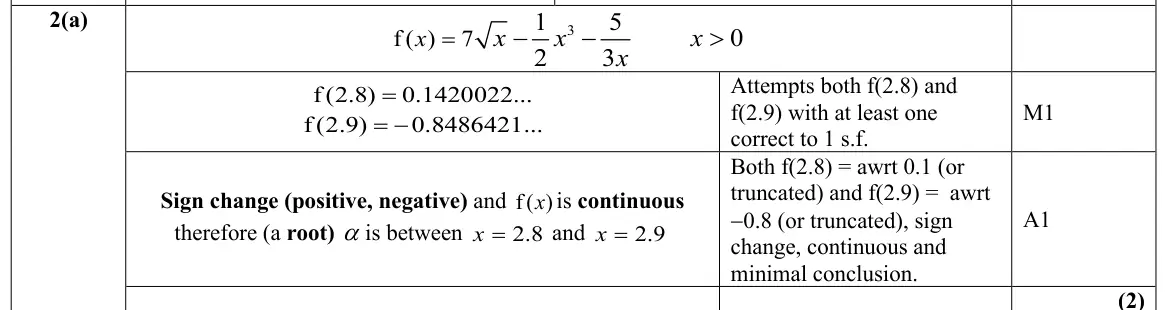 2(a)
f(x) = 7√x − 1/2 x³ − 5/3x   x > 0
f(2.8) = 0.1420022...
f(2.9) = −0.8486421...
Attempts both f(2.8) and
f(2.9) with at least one
correct to 1 s.f.
M1
Sign change (positive, negative) and f(x) is continuous
therefore (a root) α is between x = 2.8 and x = 2.9
Both f(2.8) = awrt 0.1 (or
truncated) and f(2.9) = awrt
−0.8 (or truncated), sign
change, continuous and
minimal conclusion.
A1
(2)